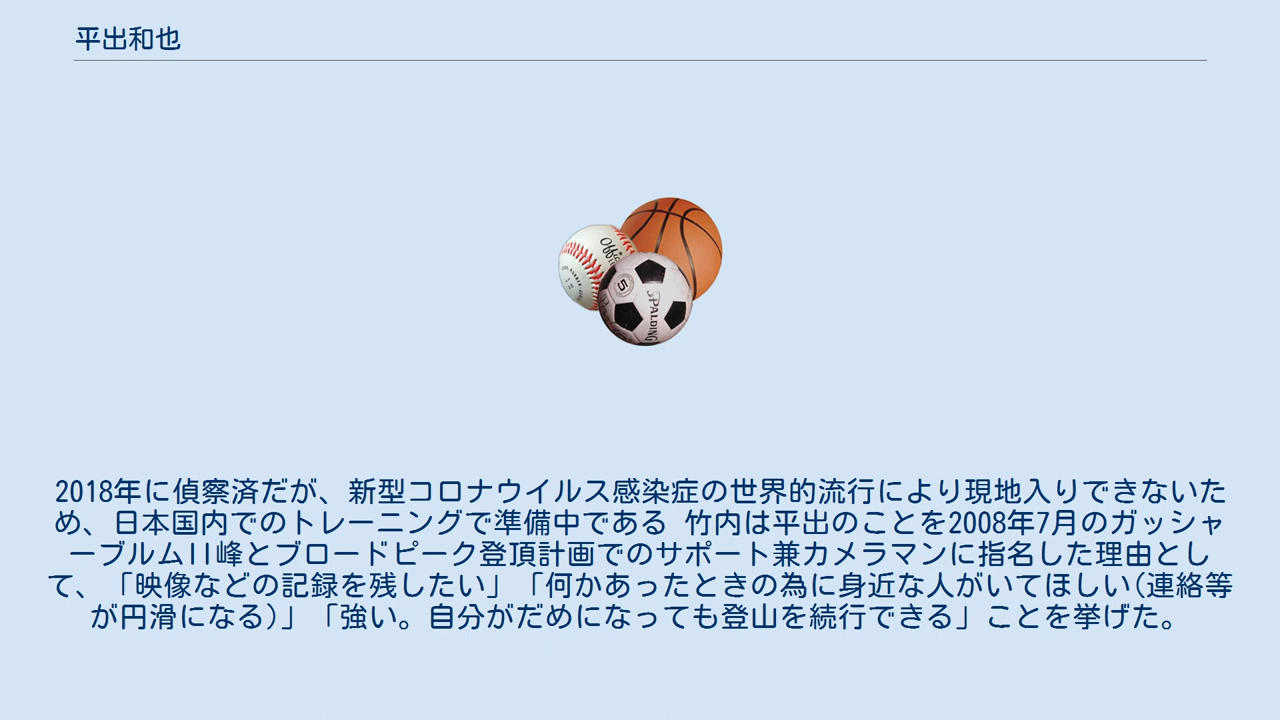 平出和也
Offic
5
SPALDING
2018年に偵察済だが、新型コロナウイルス感染症の世界的流行により現地入りできないた
め、日本国内でのトレーニングで準備中である 竹内は平出のことを2008年7月のガッシャ
ーブルムII峰とブロードピーク登頂計画でのサポート兼カメラマンに指名した理由とし
て、「映像などの記録を残したい」「何かあったときの為に身近な人がいてほしい(連絡等
が円滑になる)」「強い。自分がだめになっても登山を続行できる」ことを挙げた。